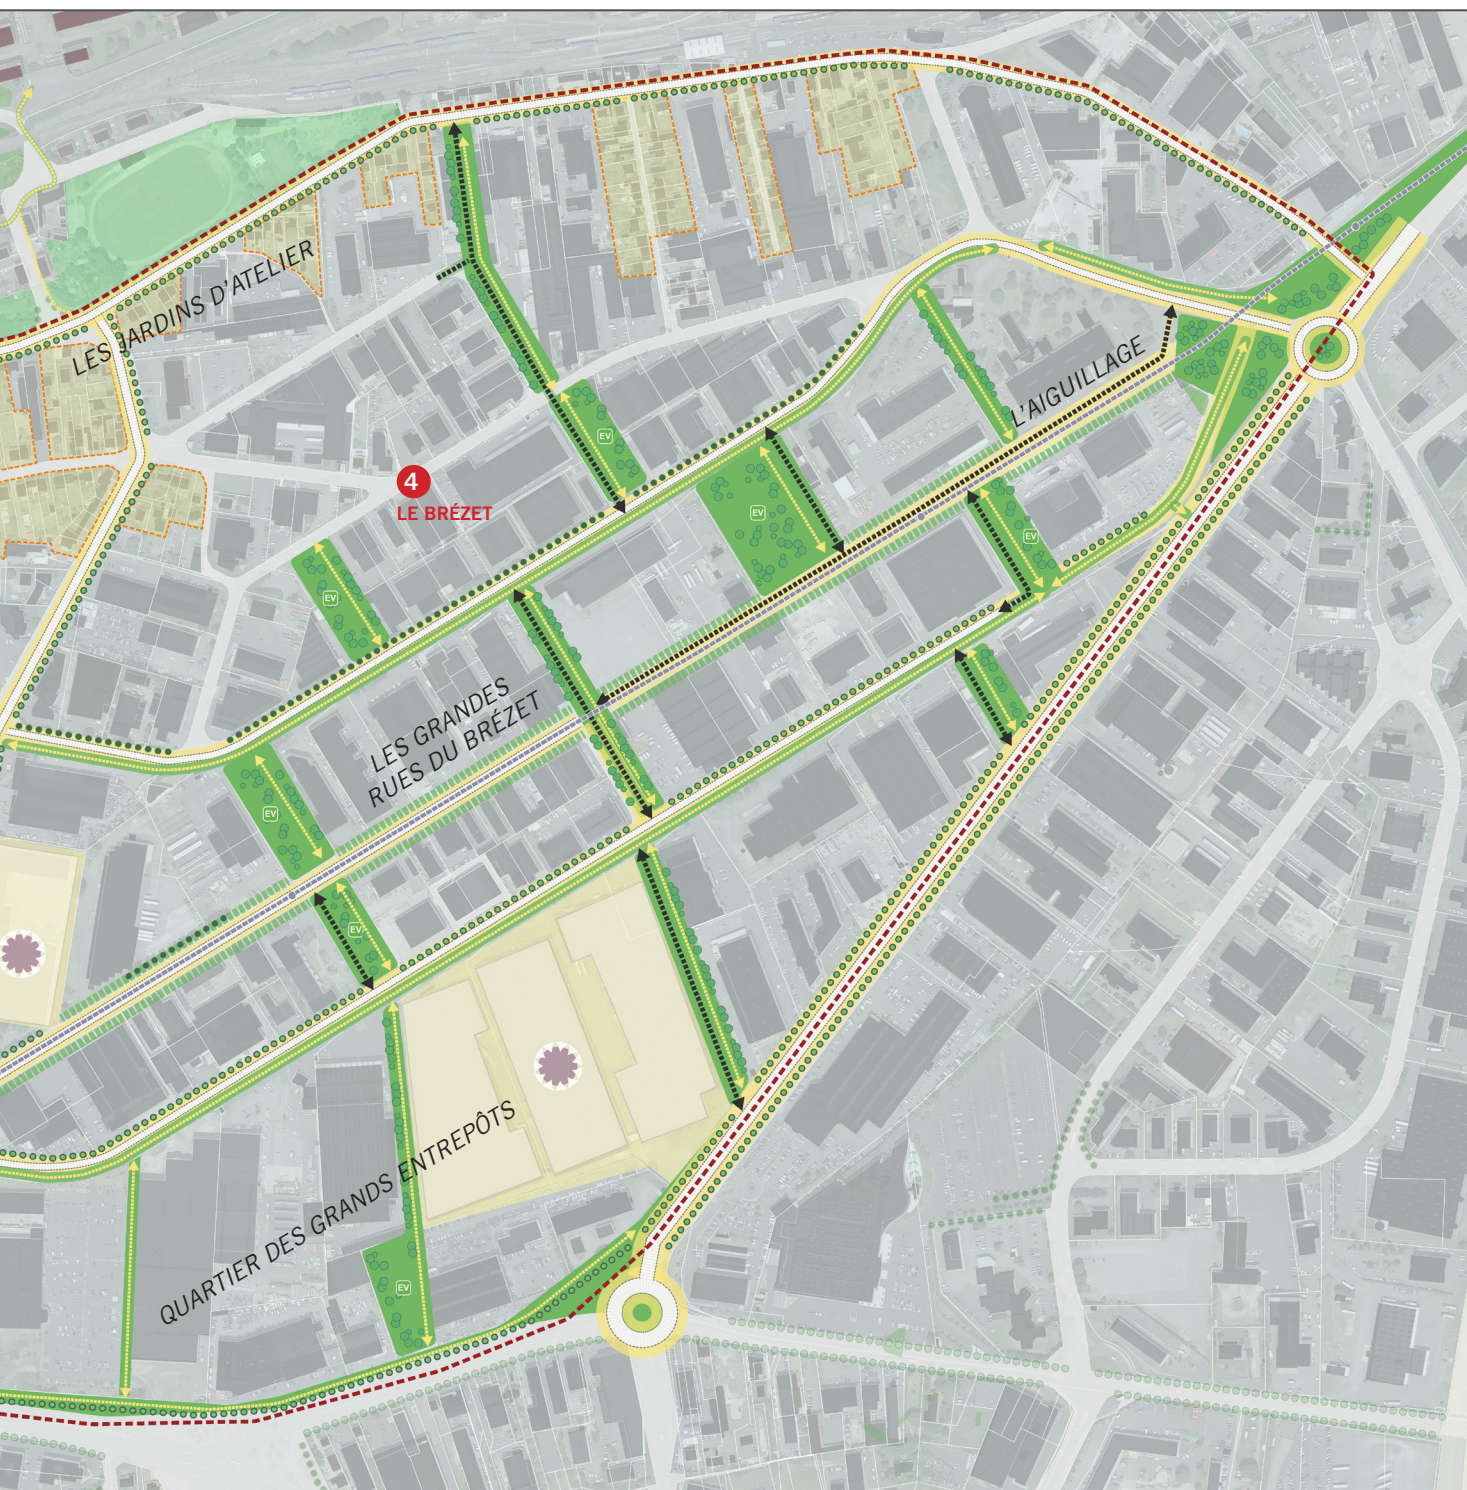 LES JARDINS D'ATELIER
L'AIGUILLAGE
EV
4
LE BRÉZET
EV
EV
EV
LES GRANDES
RUES DU BRÉZET
EV
EV
QUARTIER DES GRANDS ENTREPÔTS
EV